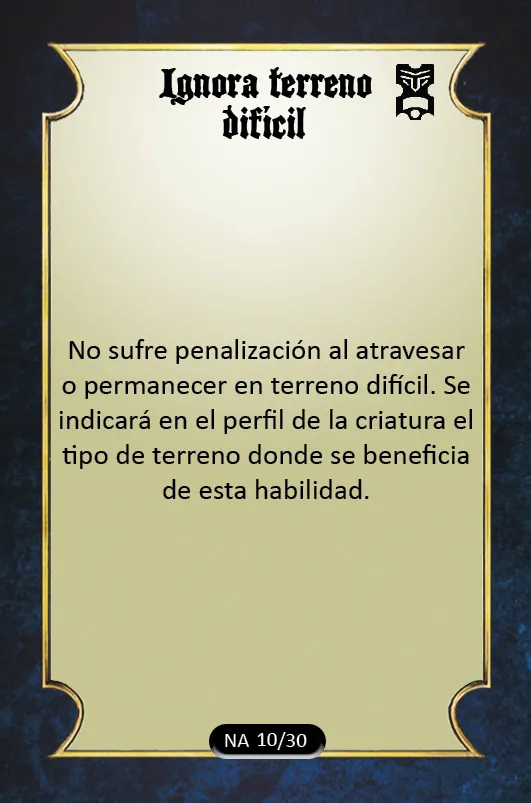 Ignora terreno
difícil
No sufre penalización al atravesar
o permanecer en terreno difícil. Se
indicará en el perfil de la criatura el
tipo de terreno donde se beneficia
de esta habilidad.
NA 10/30